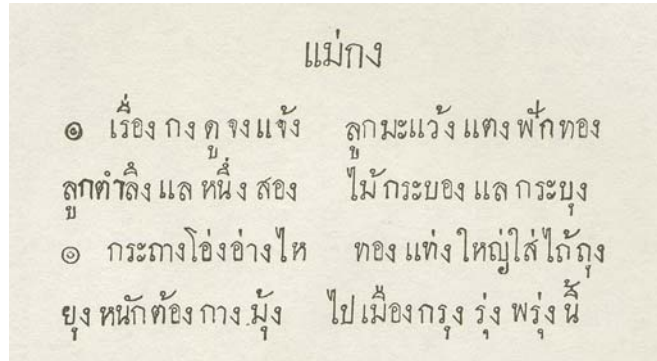 แม่กง
๏ เรื่อง กง ดู จง แจ้ง ลูก มะแว้ง แตง ฟักทอง
ลูกตำลึง แล หนึ่ง สอง ไม้ กระบอง แล กระบุง
๏ กระถางโอ่งอ่างไห ทอง แท่ง ใหญ่ใส่ ไถ้ ถุง
ยุง หนักต้อง กาง มุ้ง ไป เมือง กรุง รุ่ง พรุ่ง นี้